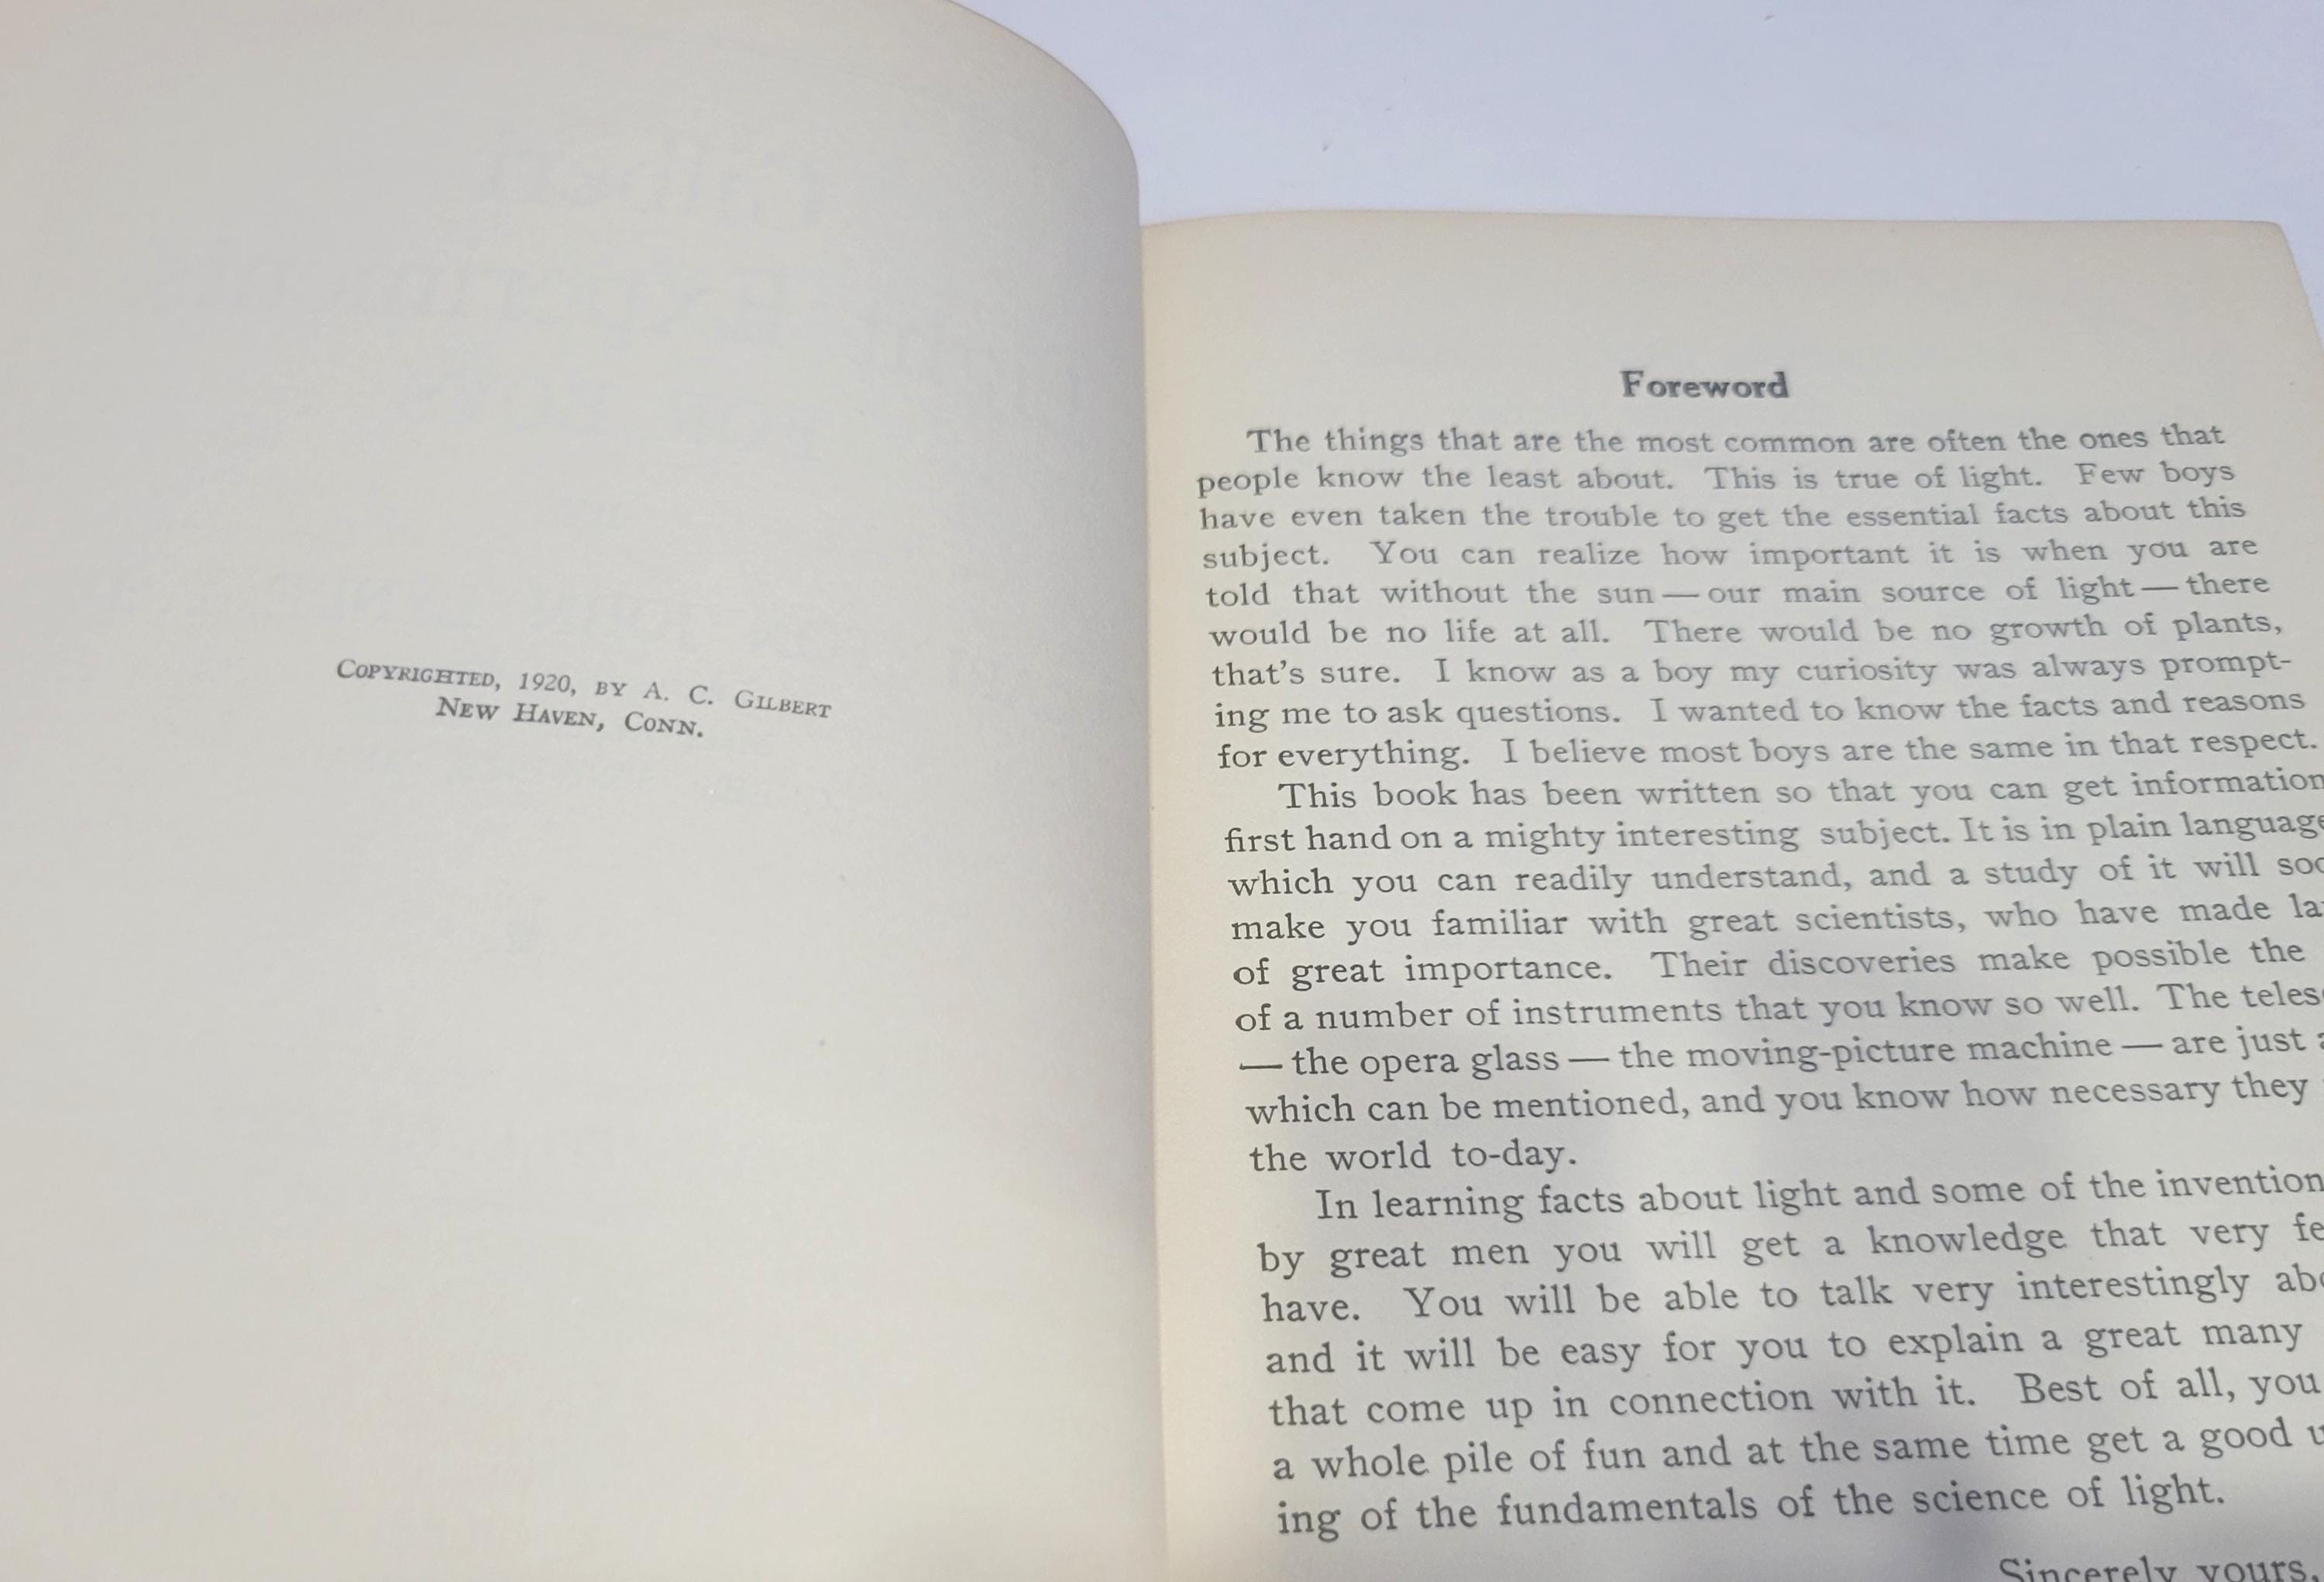 COPYRIGHTED, 1920, BY A. C. GILBERT
NEW HAVEN, CONN.
Foreword
The things that are the most common are often the ones that
people know the least about. This is true of light. Few boys
have even taken the trouble to get the essential facts about this
subject. You can realize how important it is when you are
told that without the sun — our main source of light — there
would be no life at all. There would be no growth of plants,
that's sure. I know as a boy my curiosity was always prompt-
ing me to ask questions. I wanted to know the facts and reasons
for everything. I believe most boys are the same in that respect.
This book has been written so that you can get information
first hand on a mighty interesting subject. It is in plain language
which you can readily understand, and a study of it will
make you familiar with great scientists, who have made
of great importance. Their discoveries make possible the
of a number of instruments that you know so well. The
— the opera glass — the moving-picture machine — are just
which can be mentioned, and you know how necessary they
the world to-day.
In learning facts about light and some of the
by great men you will get a knowledge that very
have. You will be able to talk very interestingly
and it will be easy for you to explain a great many
that come up in connection with it. Best of all, you
a whole pile of fun and at the same time get a good
ing of the fundamentals of the science of light.
Sincerely yours,